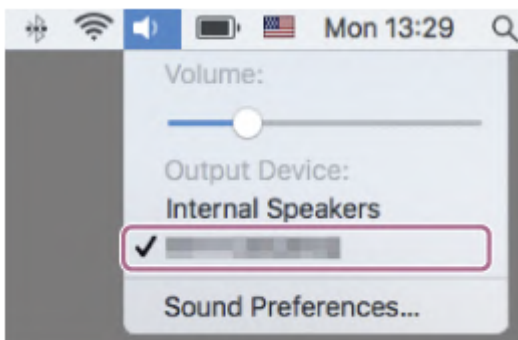 Mon 13:29
Volume:
Output Device:
Internal Speakers
Sound Preferences...